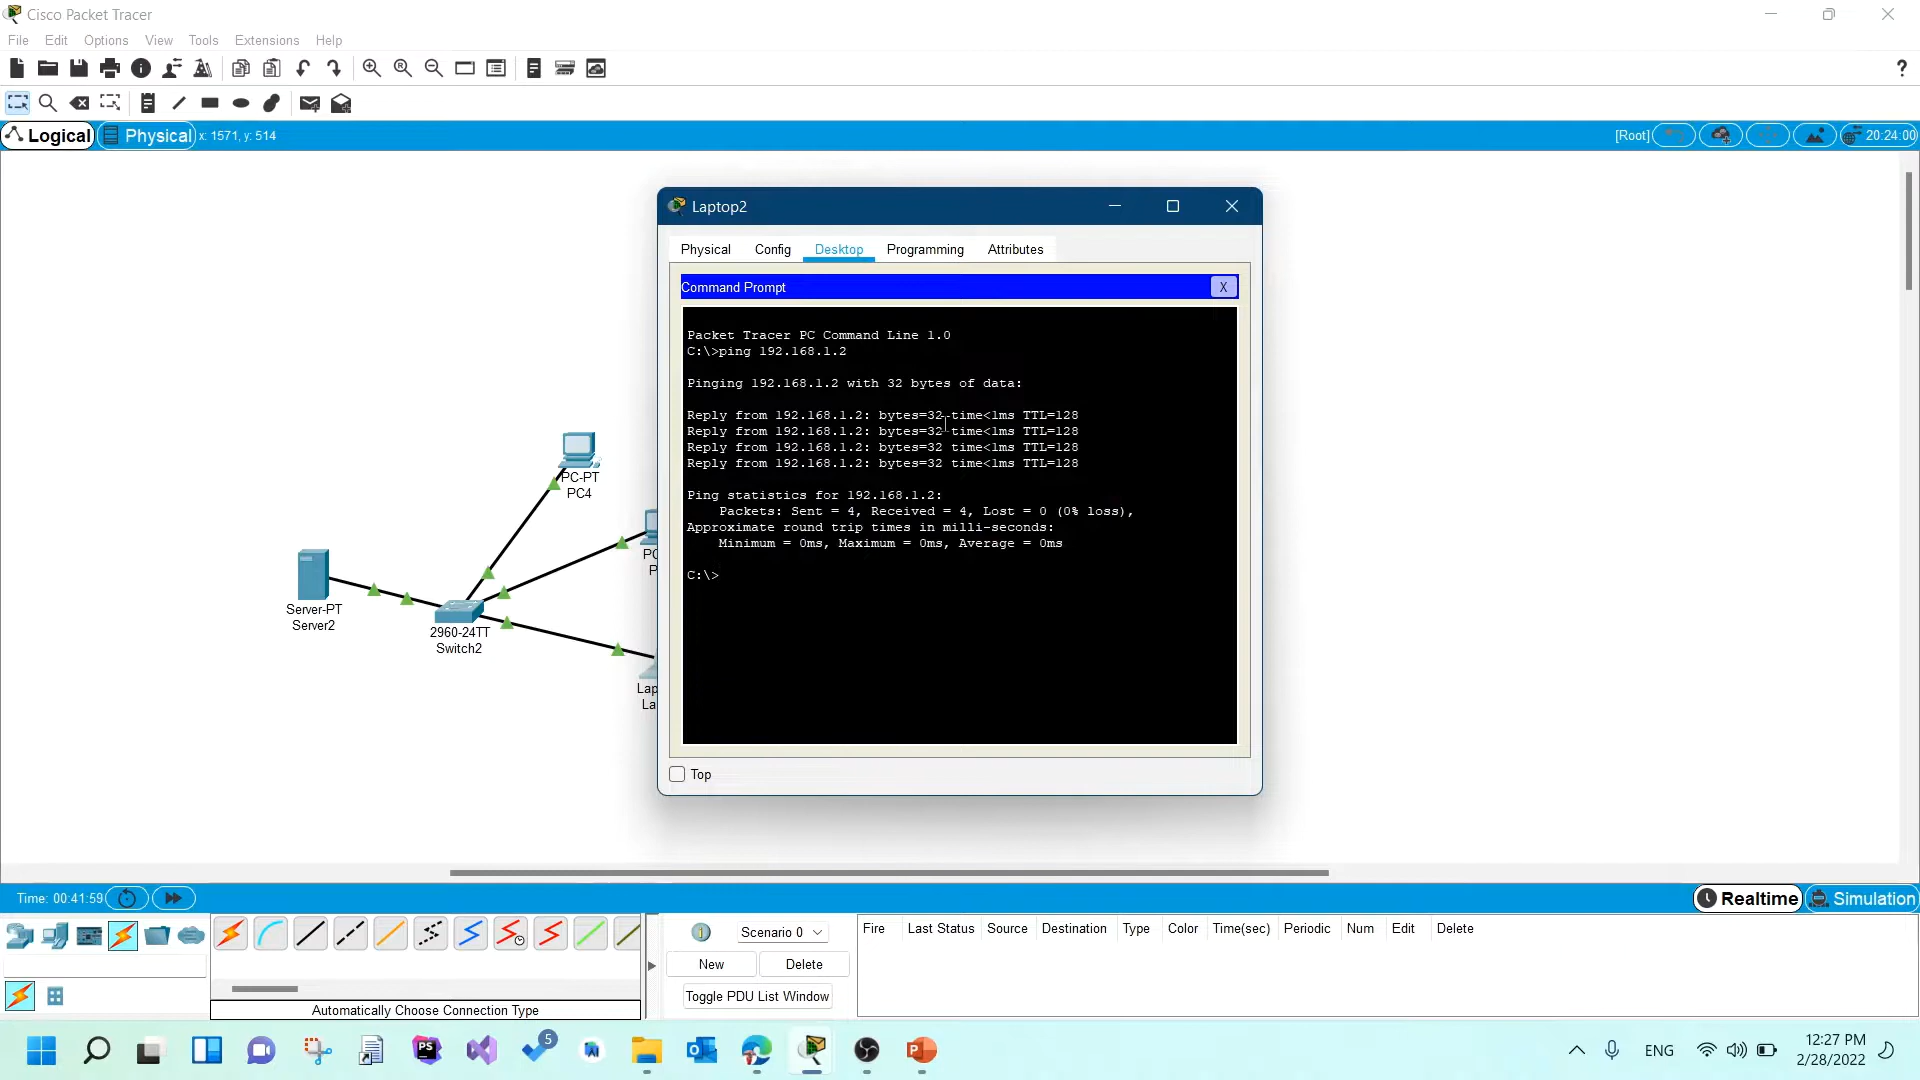 Cisco Packet Tracer
File Edit Options View Tools Extensions Help
?
Logical Physical x: 1571, y: 514 [Root] 20:24:00
Laptop2
Physical Config Desktop Programming Attributes
Command Prompt X
Packet Tracer PC Command Line 1.0
C:\>ping 192.168.1.2
Pinging 192.168.1.2 with 32 bytes of data:
Reply from 192.168.1.2: bytes=32 time<1ms TTL=128
Reply from 192.168.1.2: bytes=32 time<1ms TTL=128
Reply from 192.168.1.2: bytes=32 time<1ms TTL=128
Reply from 192.168.1.2: bytes=32 time<1ms TTL=128
Ping statistics for 192.168.1.2:
Packets: Sent = 4, Received = 4, Lost = 0 (0% loss),
Approximate round trip times in milli-seconds:
Minimum = 0ms, Maximum = 0ms, Average = 0ms
C:\>
Top
PC-PT
PC4
PC
P
Server-PT
Server2
2960-24TT
Switch2
Lap
La
Time: 00:41:59 Realtime Simulation
Scenario 0
New Delete
Toggle PDU List Window
Fire Last Status Source Destination Type Color Time(sec) Periodic Num Edit Delete
Automatically Choose Connection Type
PS
5
ENG
12:27 PM
2/28/2022